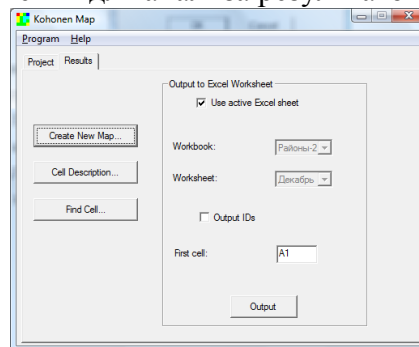 Kohonen Map
Program Help
Project Results
Output to Excel Worksheet
Use active Excel sheet
Create New Map...
Workbook: Районы-2
Cell Description...
Worksheet: Декабрь
Find Cell...
Output IDs
First cell: A1
Output